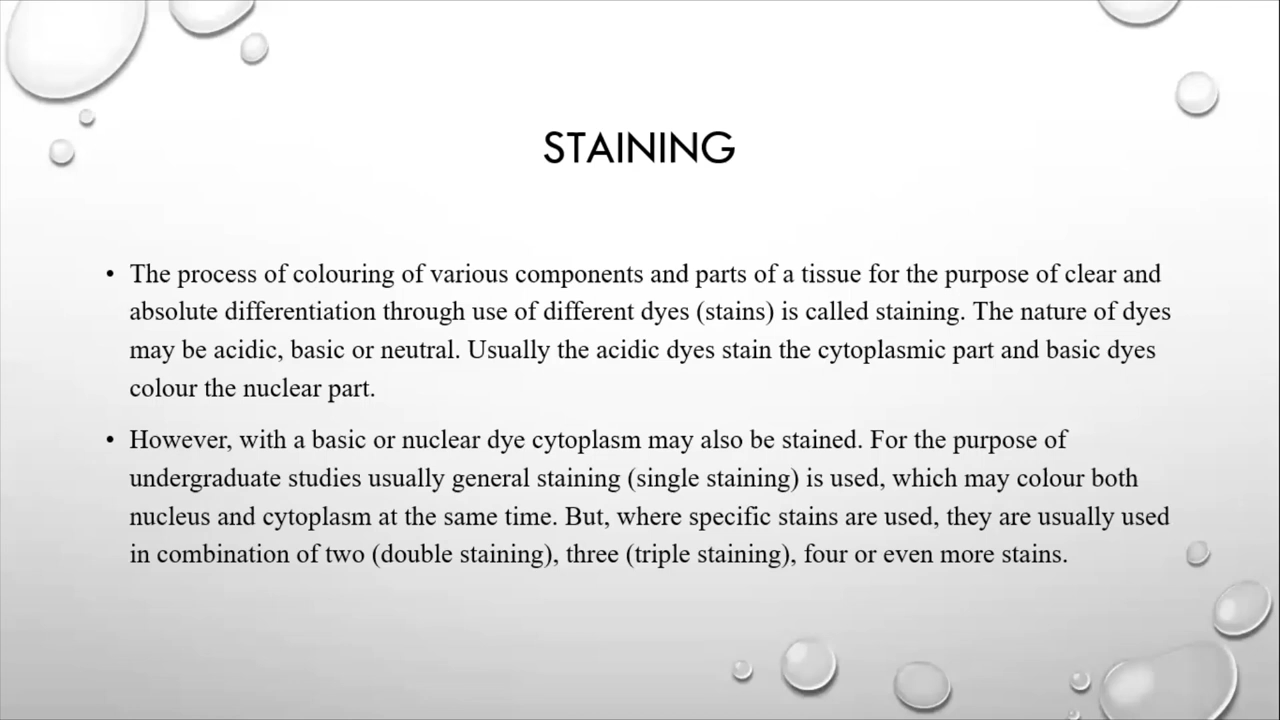 STAINING
• The process of colouring of various components and parts of a tissue for the purpose of clear and
absolute differentiation through use of different dyes (stains) is called staining. The nature of dyes
may be acidic, basic or neutral. Usually the acidic dyes stain the cytoplasmic part and basic dyes
colour the nuclear part.
• However, with a basic or nuclear dye cytoplasm may also be stained. For the purpose of
undergraduate studies usually general staining (single staining) is used, which may colour both
nucleus and cytoplasm at the same time. But, where specific stains are used, they are usually used
in combination of two (double staining), three (triple staining), four or even more stains.